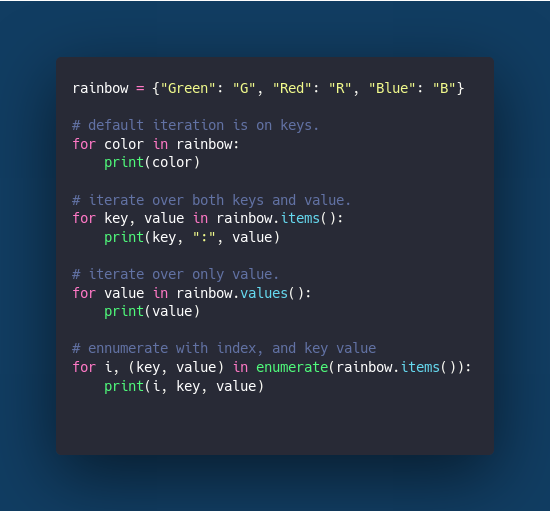 rainbow = {"Green": "G", "Red": "R", "Blue": "B"}
# default iteration is on keys.
for color in rainbow:
    print(color)
# iterate over both keys and value.
for key, value in rainbow.items():
    print(key, ":", value)
# iterate over only value.
for value in rainbow.values():
    print(value)
# ennumerate with index, and key value
for i, (key, value) in enumerate(rainbow.items()):
    print(i, key, value)